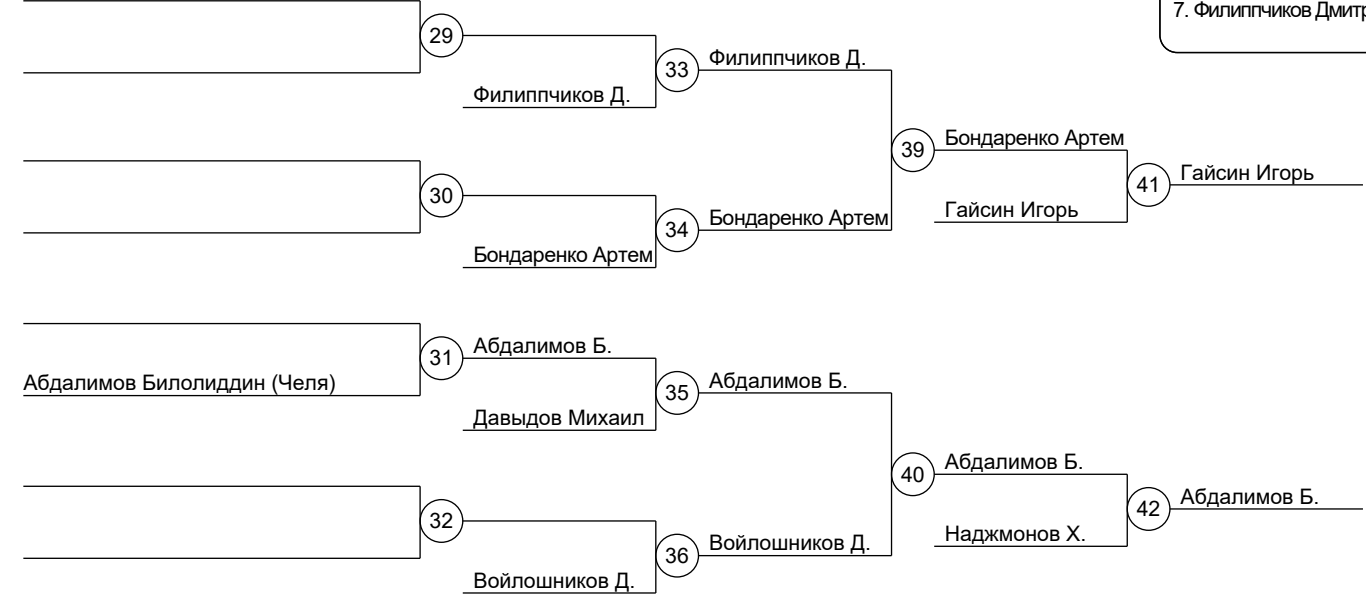 7. Филиппчиков
29
33
Филиппчиков Д.
Филиппчиков Д.
39
Бондаренко Артем
41
Гайсин Игорь
30
34
Бондаренко Артем
Гайсин Игорь
Бондаренко Артем
31
Абдалимов Б.
Абдалимов Билолиддин (Челя)
35
Абдалимов Б.
Давыдов Михаил
40
Абдалимов Б.
42
Абдалимов Б.
32
36
Войлошников Д.
Наджмонов Х.
Войлошников Д.